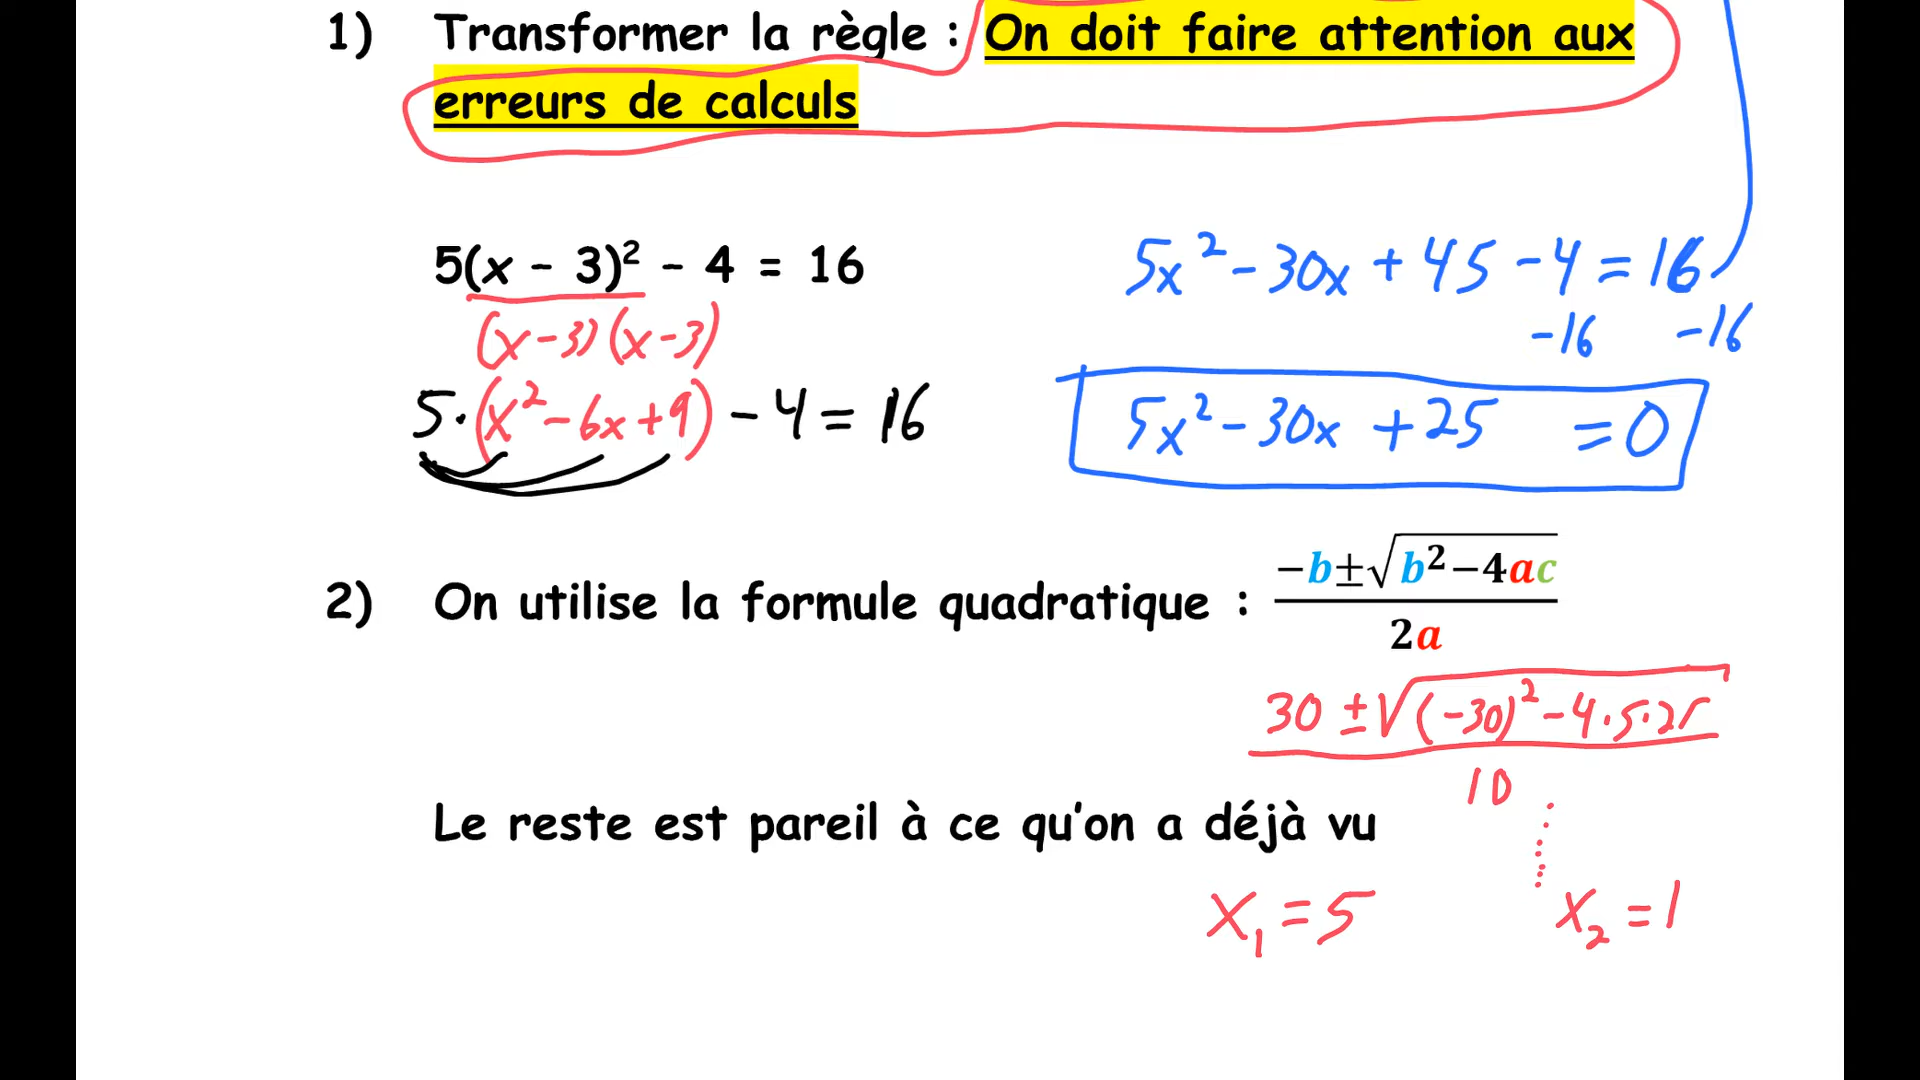 1) Transformer la règle : On doit faire attention aux
erreurs de calculs
5(x – 3)² – 4 = 16
(x-3)(x-3)
5·(x²-6x+9) - 4 = 16
5x² - 30x + 45 - 4 = 16
-16 -16
5x² - 30x + 25 = 0
2) On utilise la formule quadratique : (−b±√(b²−4ac))/(2a)
(30 ± √((-30)² - 4·5·25))/10
Le reste est pareil à ce qu'on a déjà vu
x₁ = 5 x₂ = 1